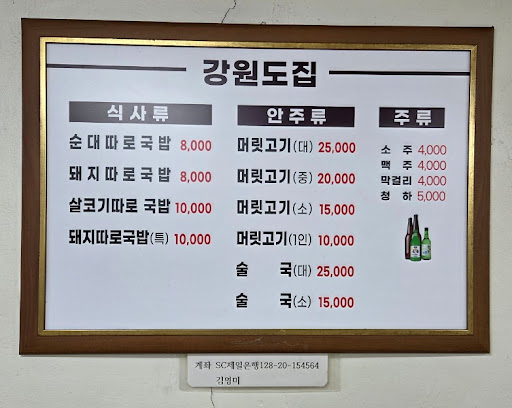 강원도집
식사류
순대따로국밥 8,000
돼지따로국밥 8,000
살코기따로 국밥 10,000
돼지따로국밥(특) 10,000
안주류
머릿고기(대) 25,000
머릿고기(중) 20,000
머릿고기(소) 15,000
머릿고기(1인) 10,000
술 국(대) 25,000
술 국(소) 15,000
주류
소 주 4,000
맥 주 4,000
막걸리 4,000
청 하 5,000
계좌 SC제일은행128-20-154564
김영미